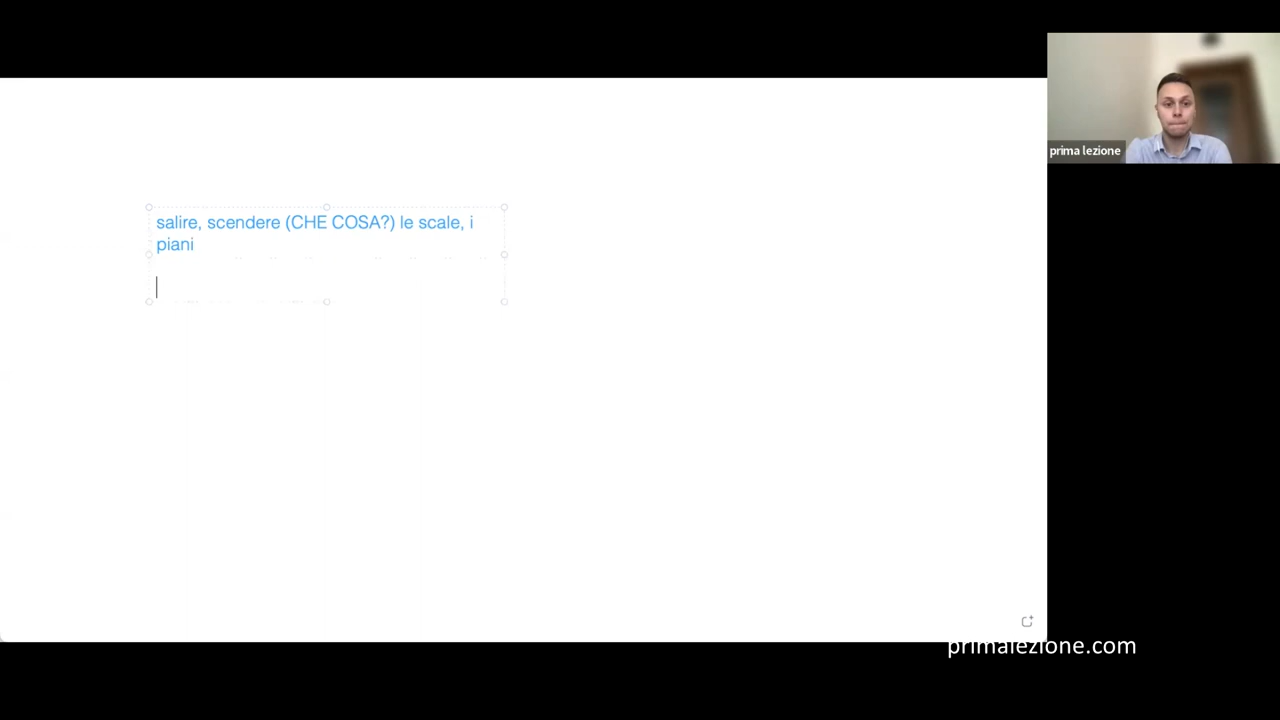 salire, scendere (CHE COSA?) le scale, i
piani
prima lezione
primalezione.com